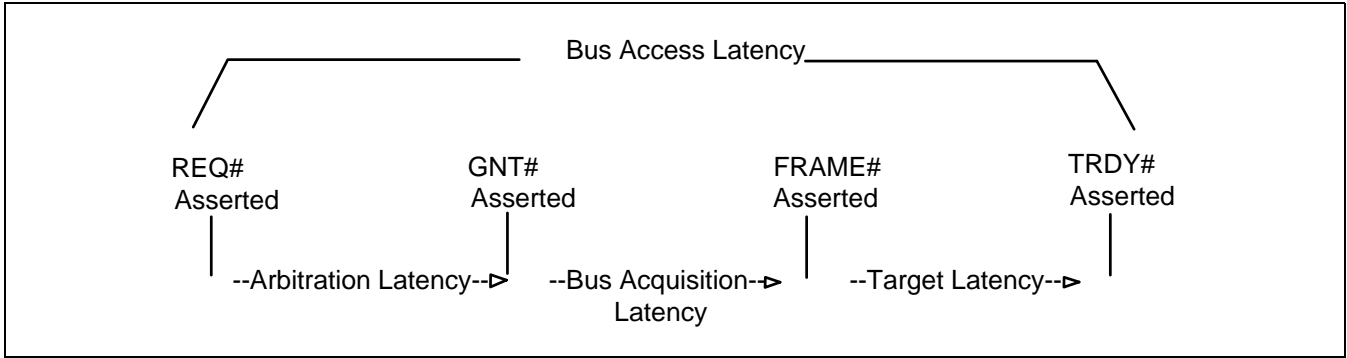 Bus Access Latency
REQ# GNT# FRAME# TRDY#
Asserted Asserted Asserted Asserted
--Arbitration Latency-- --Bus Acquisition-- --Target Latency--
Latency